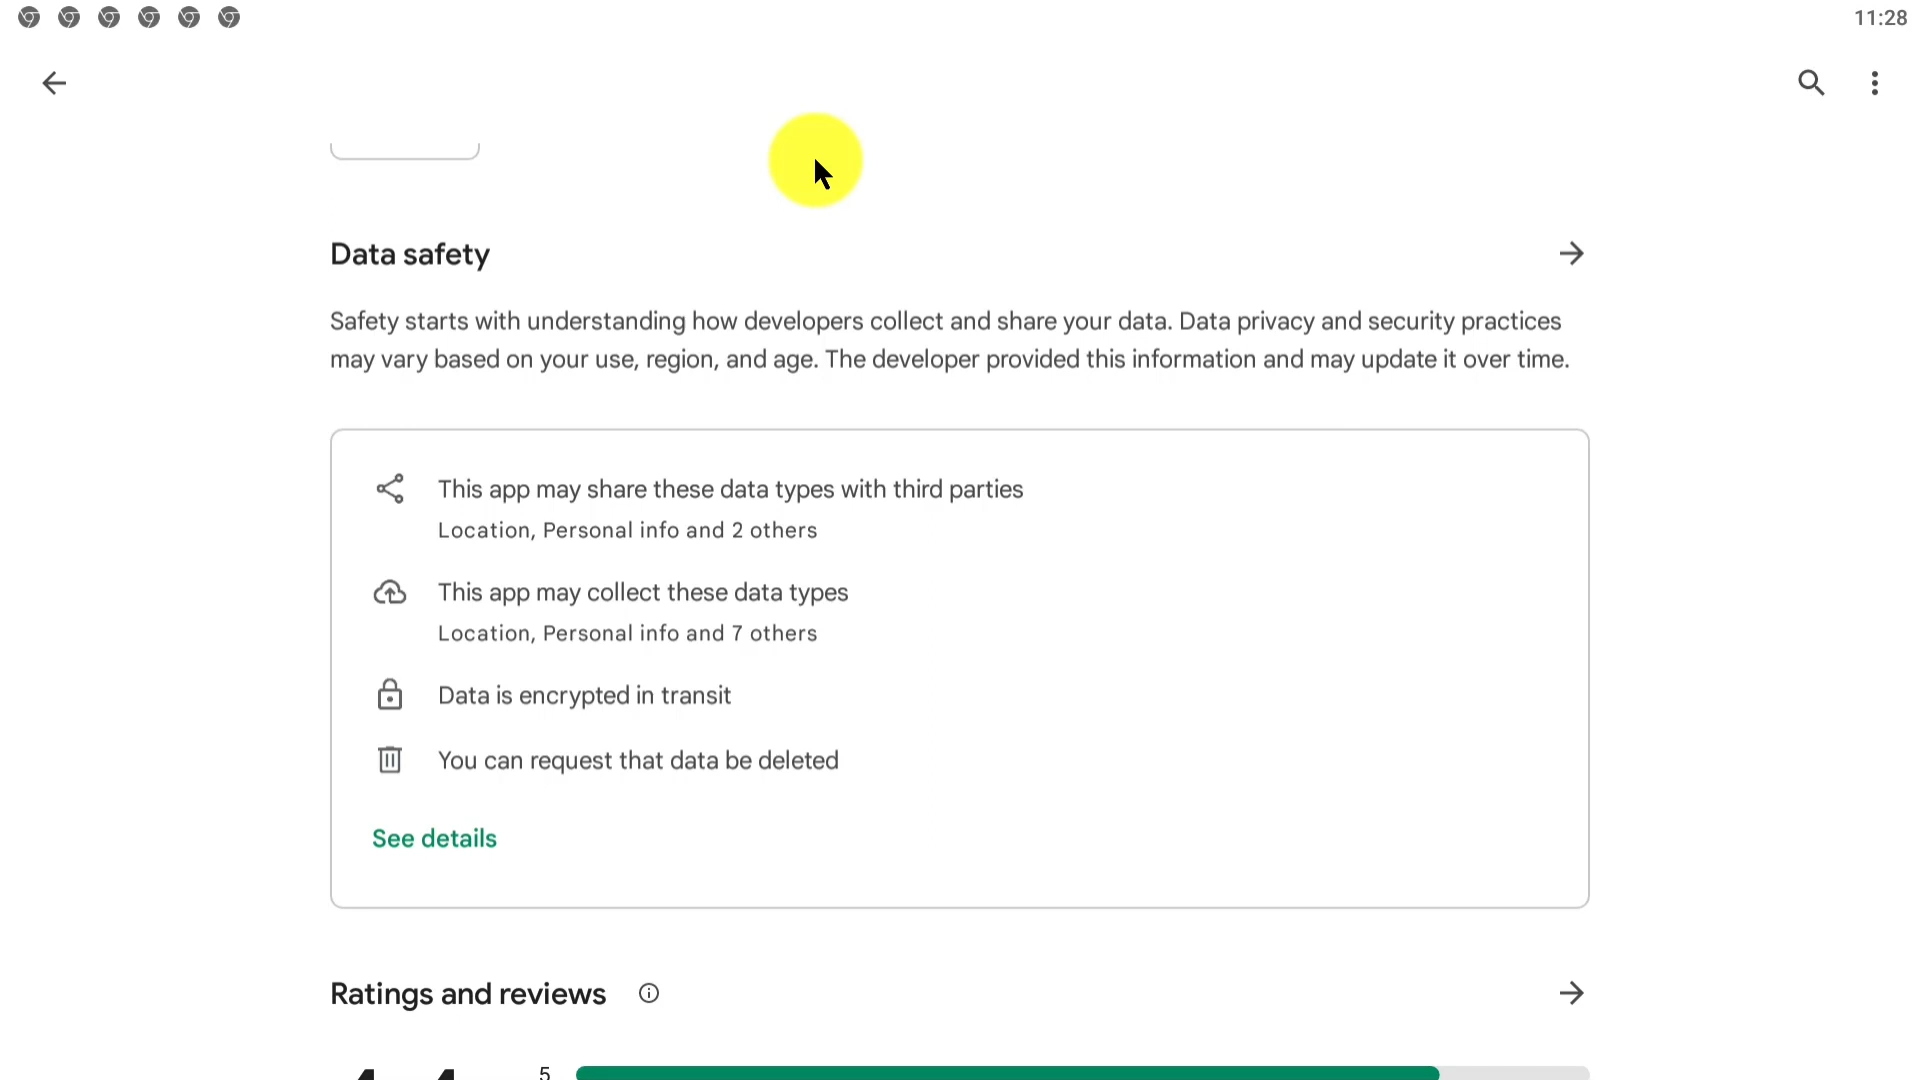 11:28
Data safety
Safety starts with understanding how developers collect and share your data. Data privacy and security practices
may vary based on your use, region, and age. The developer provided this information and may update it over time.
This app may share these data types with third parties
Location, Personal info and 2 others
This app may collect these data types
Location, Personal info and 7 others
Data is encrypted in transit
You can request that data be deleted
See details
Ratings and reviews
5